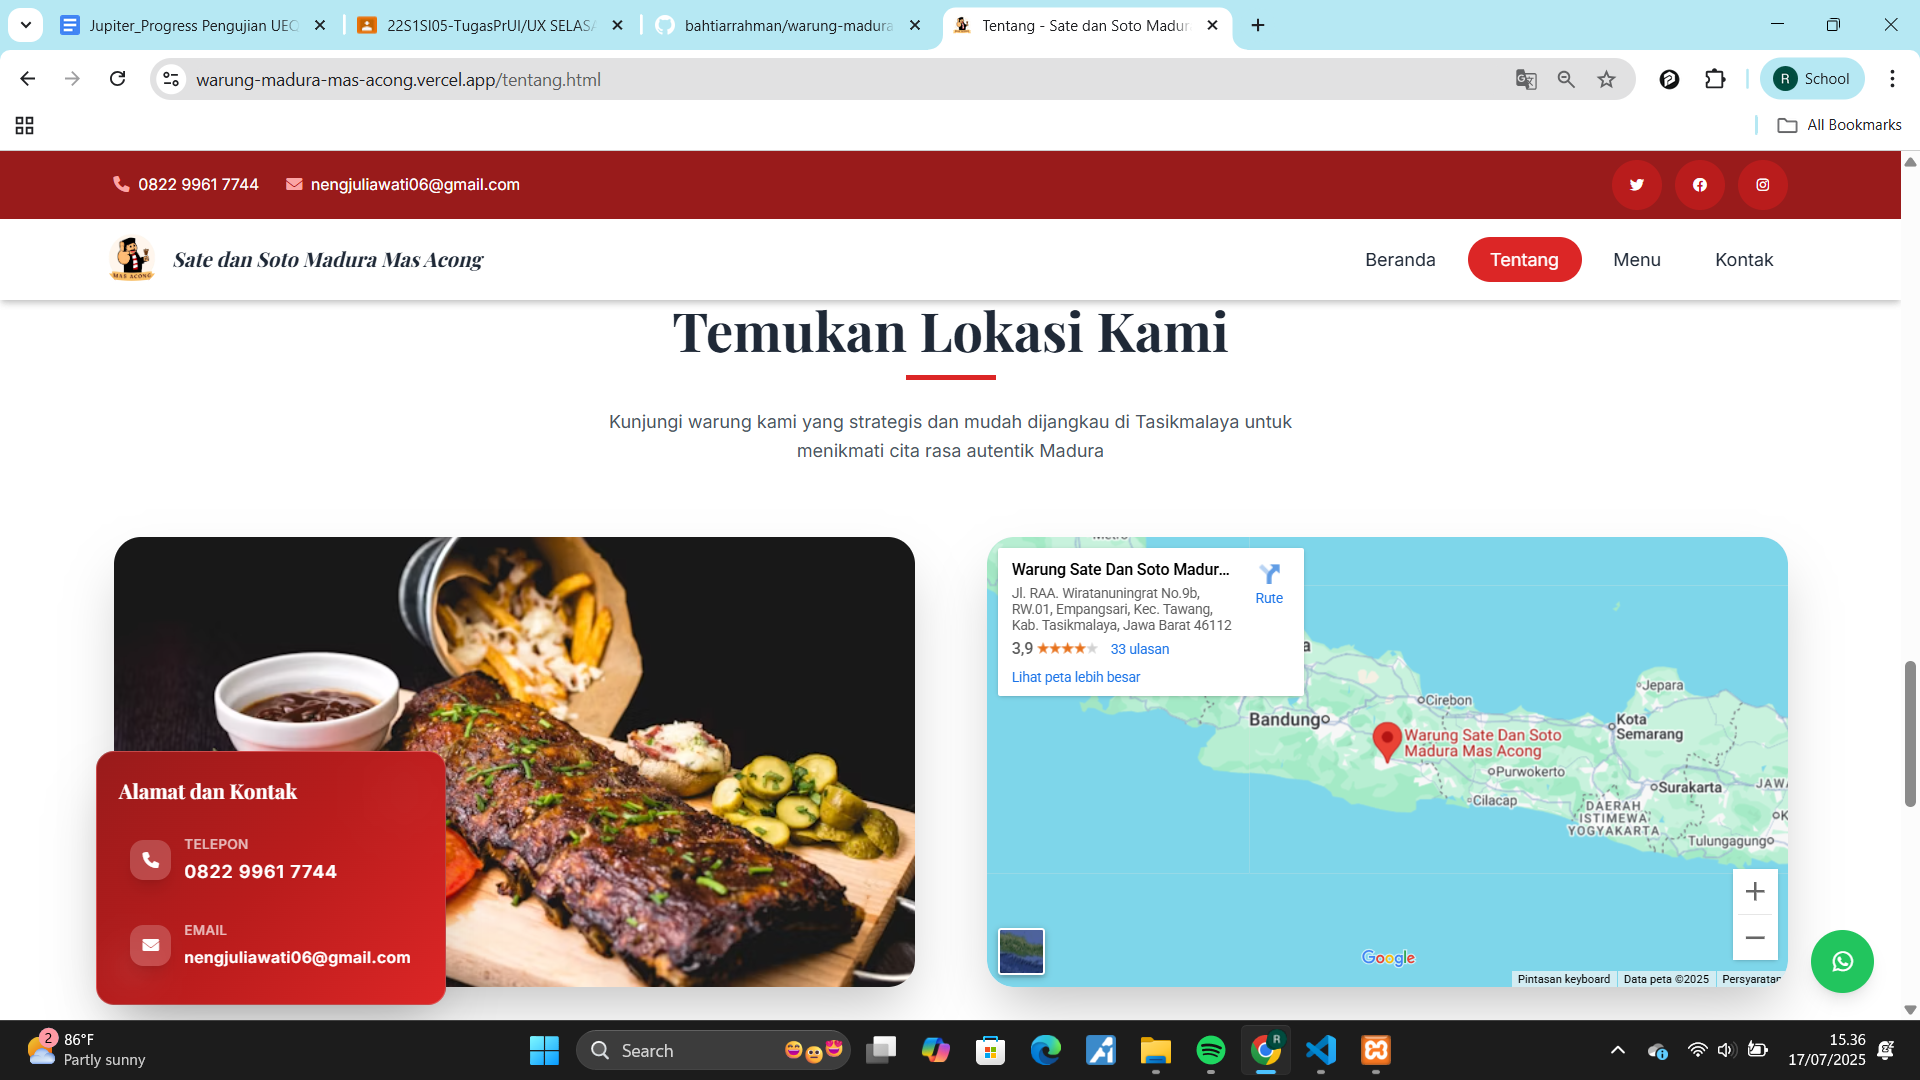 Jupiter_Progress Pengujian UEQ
22S1SI05-TugasPrUI/UX SELASA
bahtiarrahman/warung-madura
Tentang - Sate dan Soto Madura
warung-madura-mas-acong.vercel.app/tentang.html
R School
All Bookmarks
0822 9961 7744
nengjuliawati06@gmail.com
MAS ACONG
Sate dan Soto Madura Mas Acong
Beranda
Tentang
Menu
Kontak
Temukan Lokasi Kami
Kunjungi warung kami yang strategis dan mudah dijangkau di Tasikmalaya untuk
menikmati cita rasa autentik Madura
Alamat dan Kontak
TELEPON
0822 9961 7744
EMAIL
nengjuliawati06@gmail.com
Warung Sate Dan Soto Madur...
Rute
Jl. RAA. Wiratanuningrat No.9b,
RW.01, Empangsari, Kec. Tawang,
Kab. Tasikmalaya, Jawa Barat 46112
3,9
33 ulasan
Lihat peta lebih besar
Metro
Jepara
Cirebon
Bandung
Kota
Semarang
Warung Sate Dan Soto
Madura Mas Acong
Purwokerto
Surakarta
JAWA
Cilacap
DAERAH
ISTIMEWA
YOGYAKARTA
Tulungagung
Google
Pintasan keyboard
Data peta ©2025
Persyaratan
2
86°F
Partly sunny
Search
R
15.36
17/07/2025